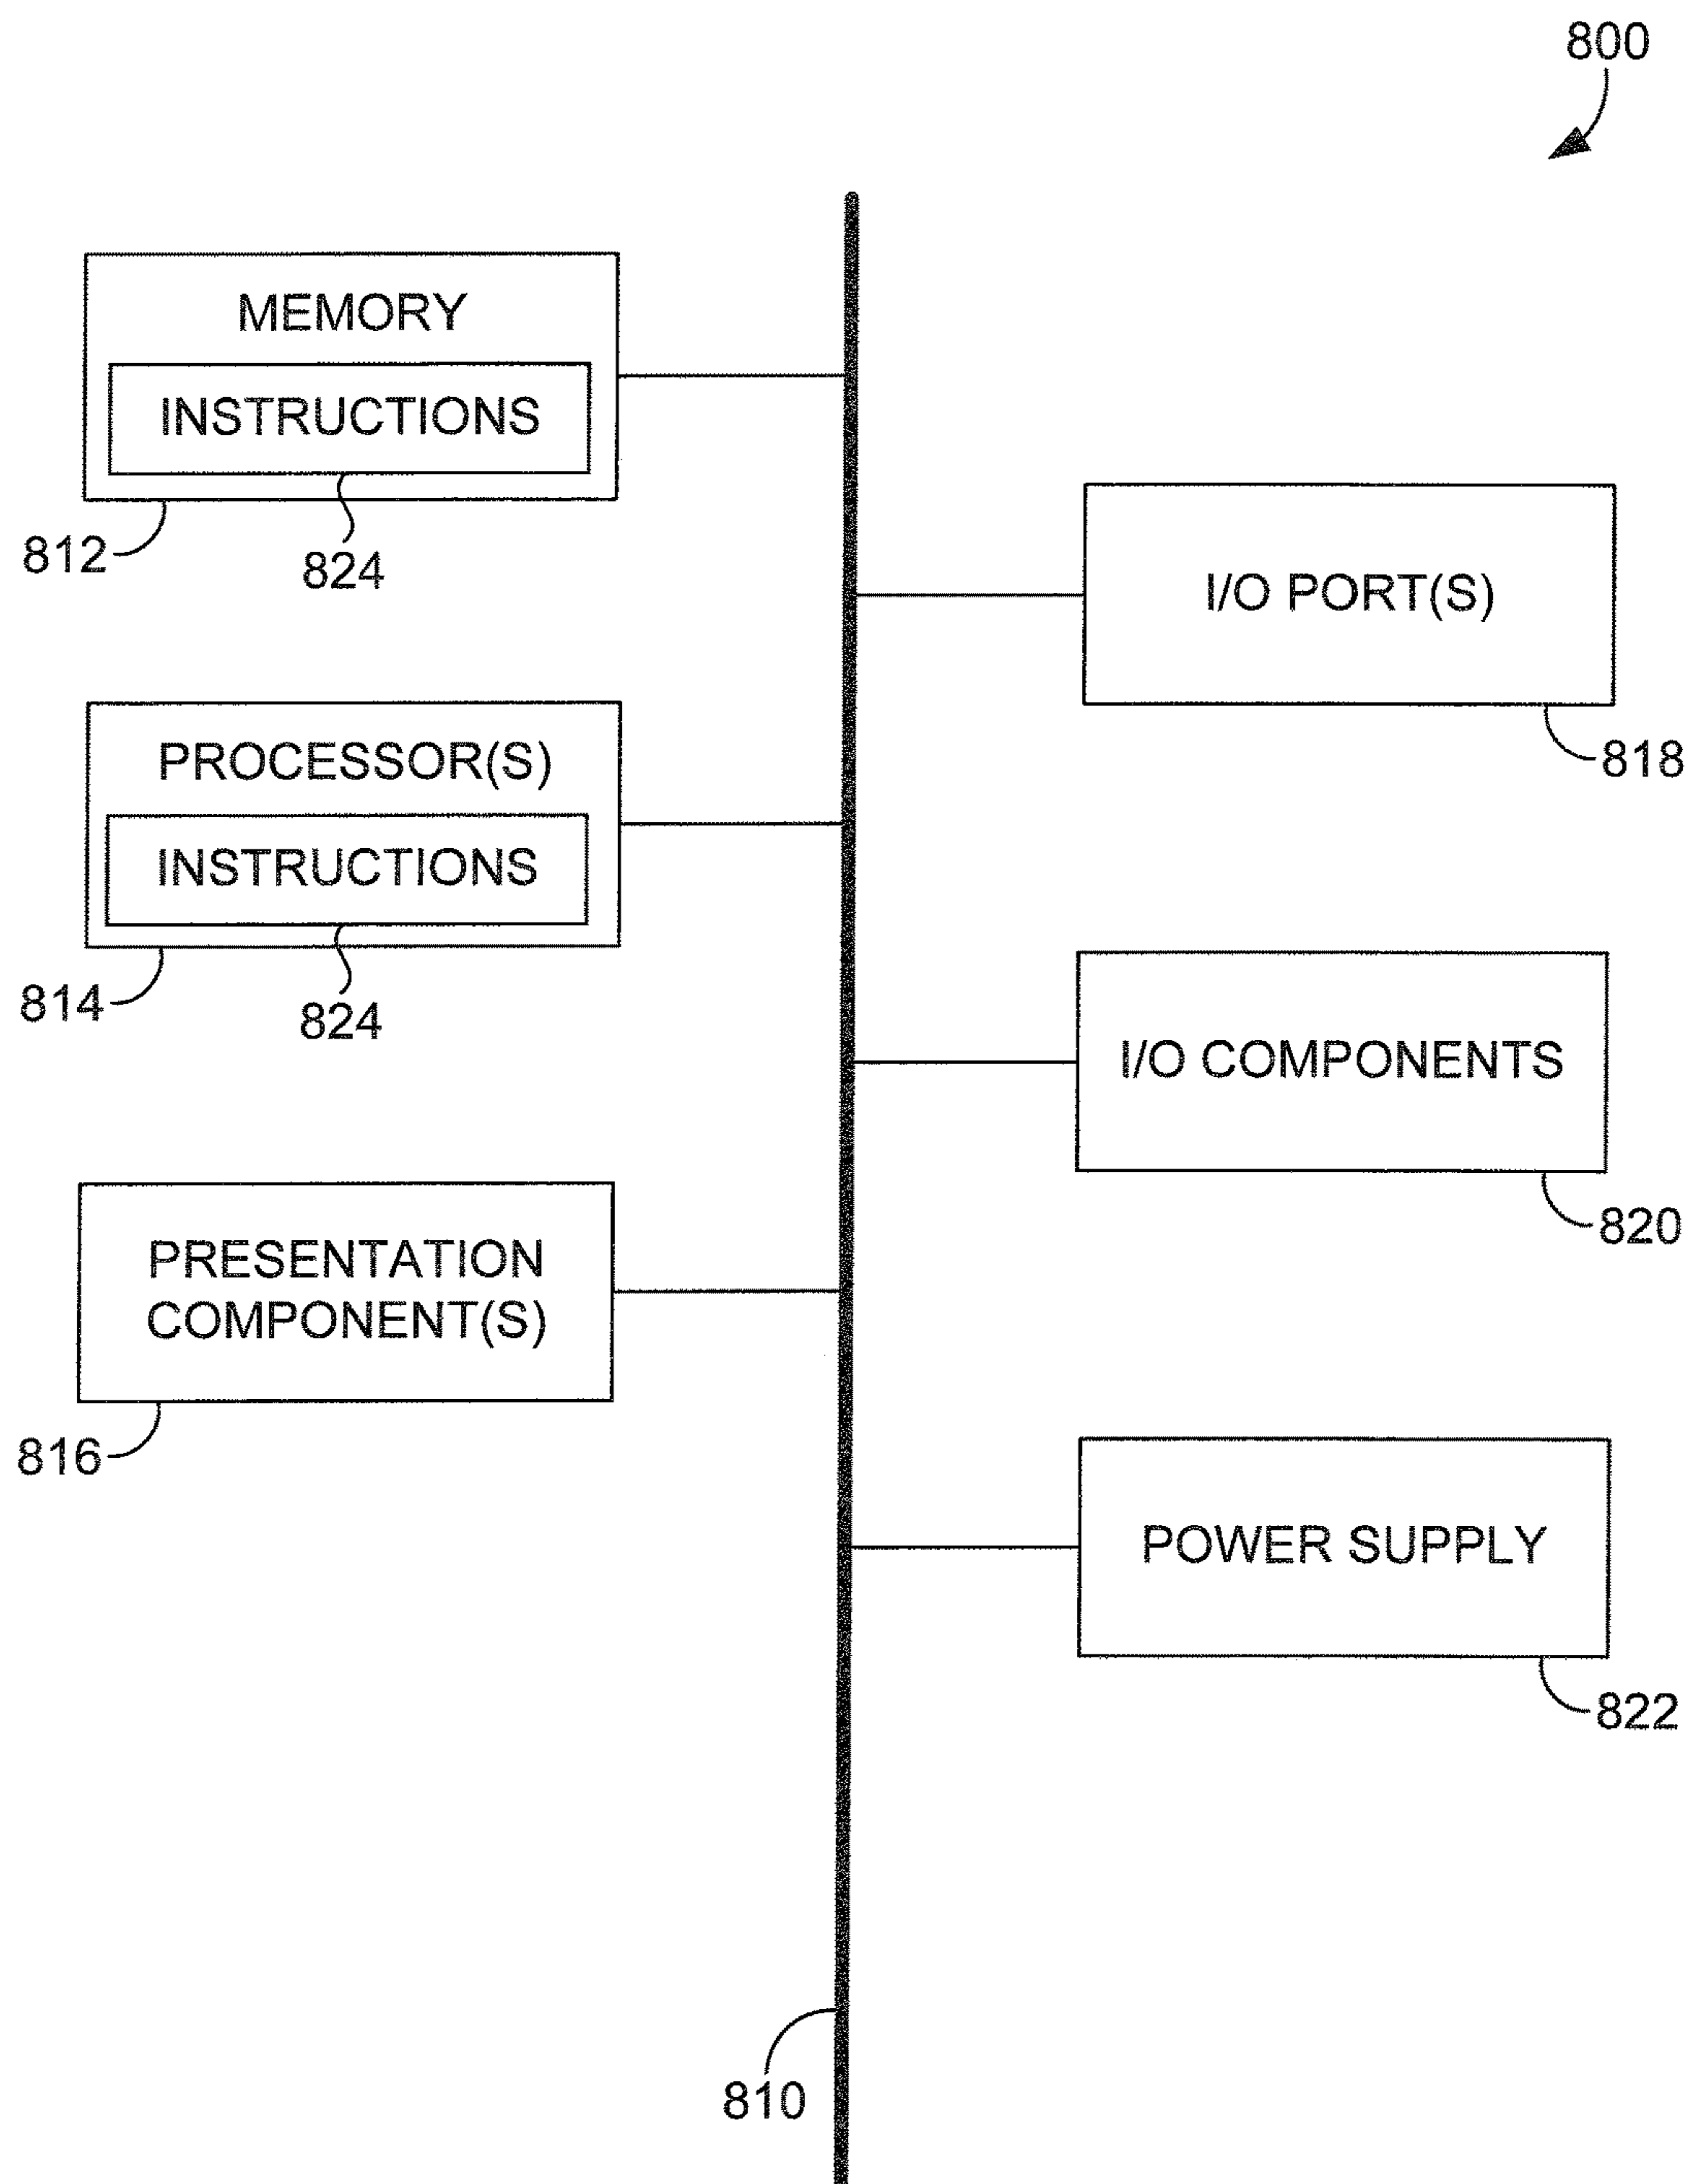 800
MEMORY
INSTRUCTIONS
812
824
I/O PORT(S)
818
PROCESSOR(S)
INSTRUCTIONS
814
824
I/O COMPONENTS
820
PRESENTATION
COMPONENT(S)
816
POWER SUPPLY
822
810